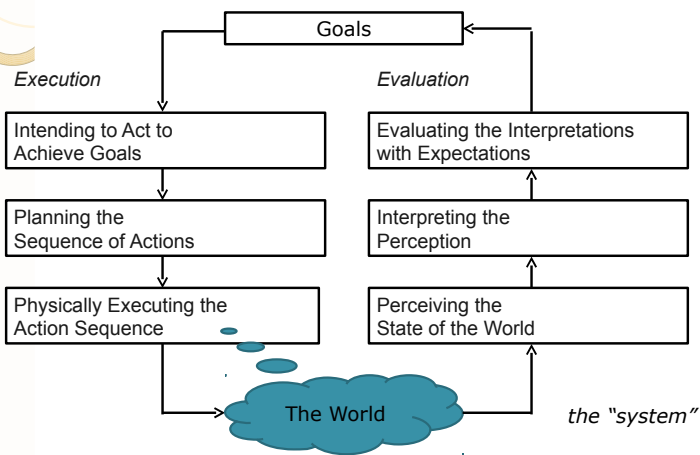 Goals
Execution
Evaluation
Intending to Act to
Achieve Goals
Evaluating the Interpretations
with Expectations
Planning the
Sequence of Actions
Interpreting the
Perception
Physically Executing the
Action Sequence
Perceiving the
State of the World
The World
the “system”